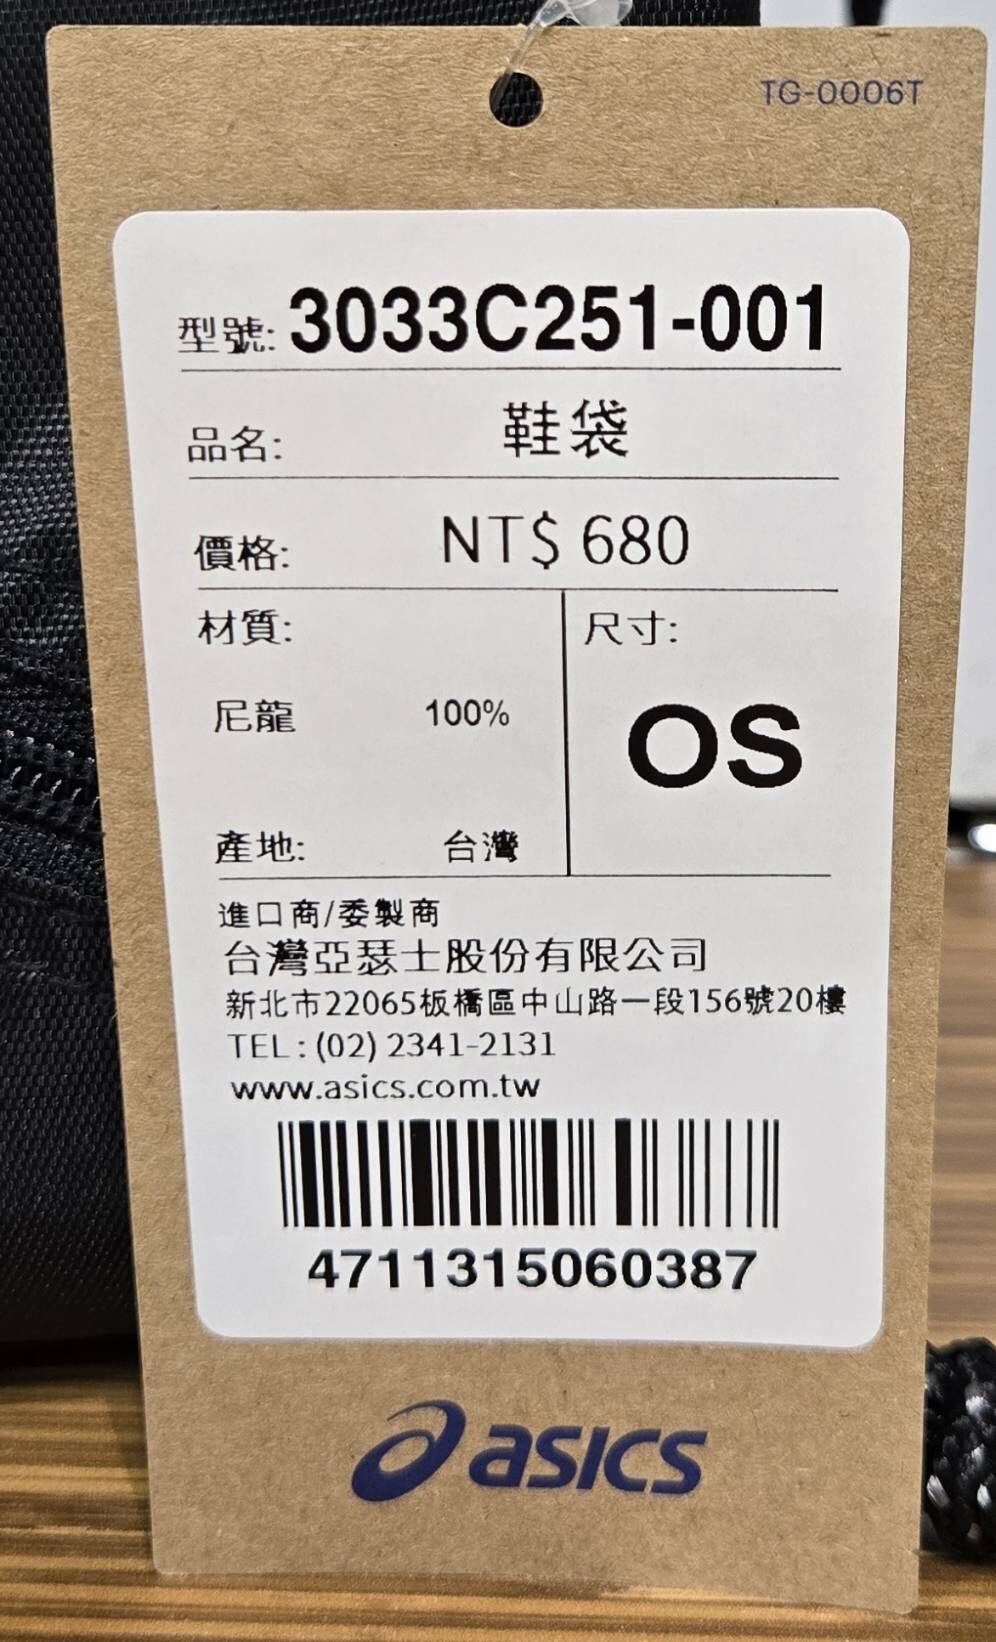 TG-0006T
型號: 3033C251-001
品名: 鞋袋
價格: NT$ 680
材質:
尼龍 100%
產地: 台灣
尺寸:
OS
進口商/委製商
台灣亞瑟士股份有限公司
新北市22065板橋區中山路一段156號20樓
TEL : (02) 2341-2131
www.asics.com.tw
4711315060387
asics